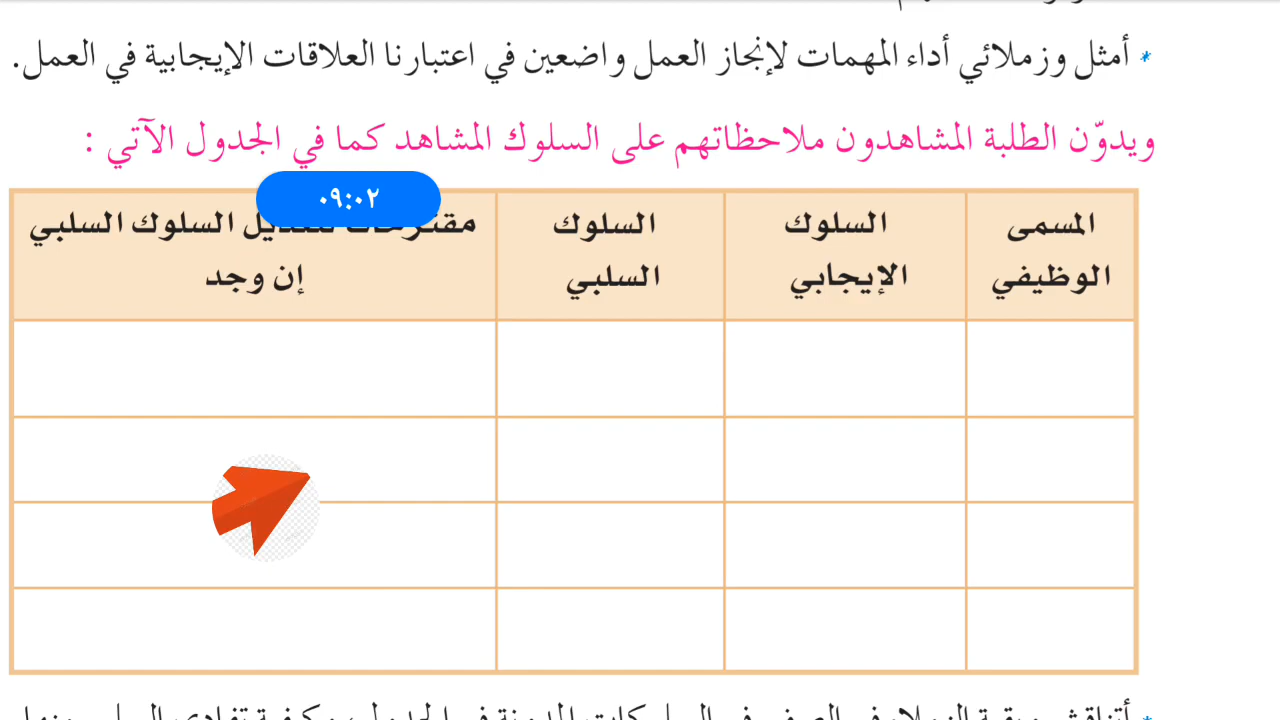 * أمثل وزملائي أداء المهمات لإنجاز العمل واضعين في اعتبارنا العلاقات الإيجابية في العمل.
ويدوّن الطلبة المشاهدون ملاحظاتهم على السلوك المشاهد كما في الجدول الآتي :
٠٩:٠٢
المسمى
الوظيفي
السلوك
الإيجابي
السلوك
السلبي
السلوك السلبي
إن وجد